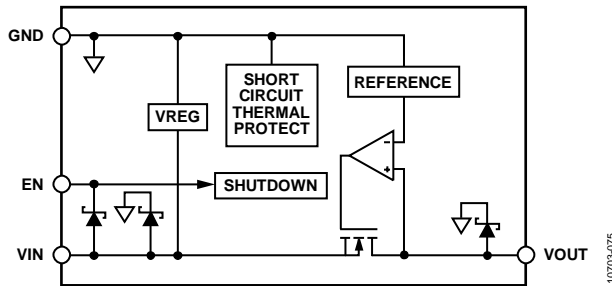 GND
SHORT
CIRCUIT
THERMAL
PROTECT
REFERENCE
VREG
-
+
EN
SHUTDOWN
VIN
VOUT
10703-075